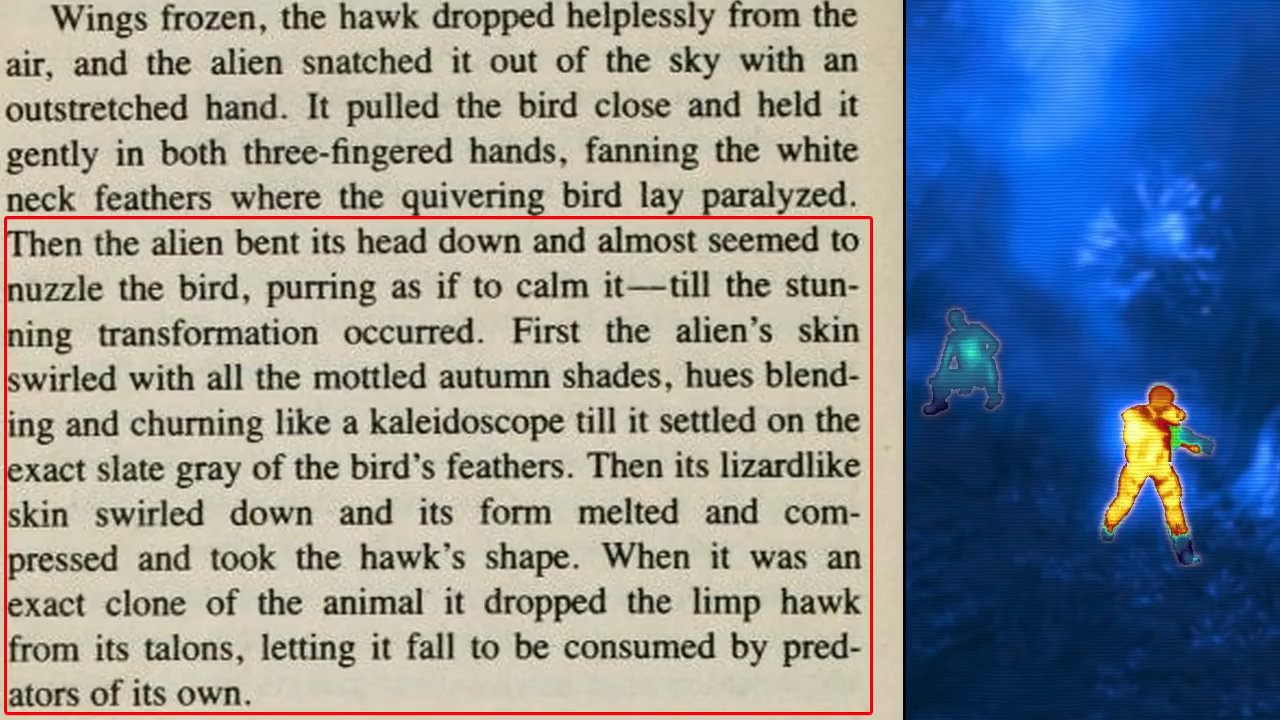 Wings frozen, the hawk dropped helplessly from the
air, and the alien snatched it out of the sky with an
outstretched hand. It pulled the bird close and held it
gently in both three-fingered hands, fanning the white
neck feathers where the quivering bird lay paralyzed.
Then the alien bent its head down and almost seemed to
nuzzle the bird, purring as if to calm it—till the stun-
ning transformation occurred. First the alien's skin
swirled with all the mottled autumn shades, hues blend-
ing and churning like a kaleidoscope till it settled on the
exact slate gray of the bird's feathers. Then its lizardlike
skin swirled down and its form melted and com-
pressed and took the hawk's shape. When it was an
exact clone of the animal it dropped the limp hawk
from its talons, letting it fall to be consumed by pred-
ators of its own.